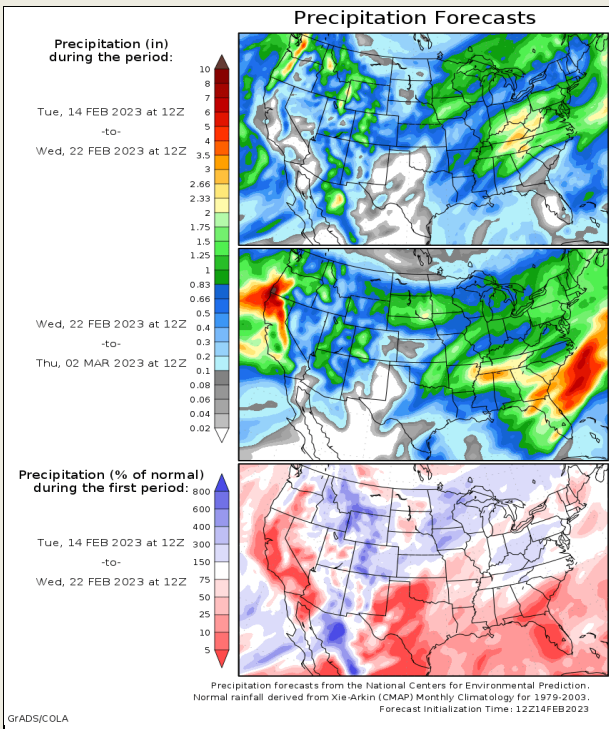 Precipitation Forecasts
Precipitation (in)
during the period:
Tue, 14 FEB 2023 at 12Z
-to-
Wed, 22 FEB 2023 at 12Z
Wed, 22 FEB 2023 at 12Z
-to-
Thu, 02 MAR 2023 at 12Z
10
8
7
6
5
4
3.5
3
2.66
2.33
2
1.75
1.5
1.25
1
0.83
0.66
0.5
0.4
0.3
0.2
0.1
0.08
0.06
0.04
0.02
Precipitation (% of normal)
during the first period:
Tue, 14 FEB 2023 at 12Z
-to-
Wed, 22 FEB 2023 at 12Z
800
600
400
300
150
75
50
25
10
5
Precipitation forecasts from the National Centers for Environmental Prediction.
Normal rainfall derived from Xie-Arkin (CMAP) Monthly Climatology for 1979-2003.
Forecast Initialization Time: 12Z14FEB2023
GrADS/COLA